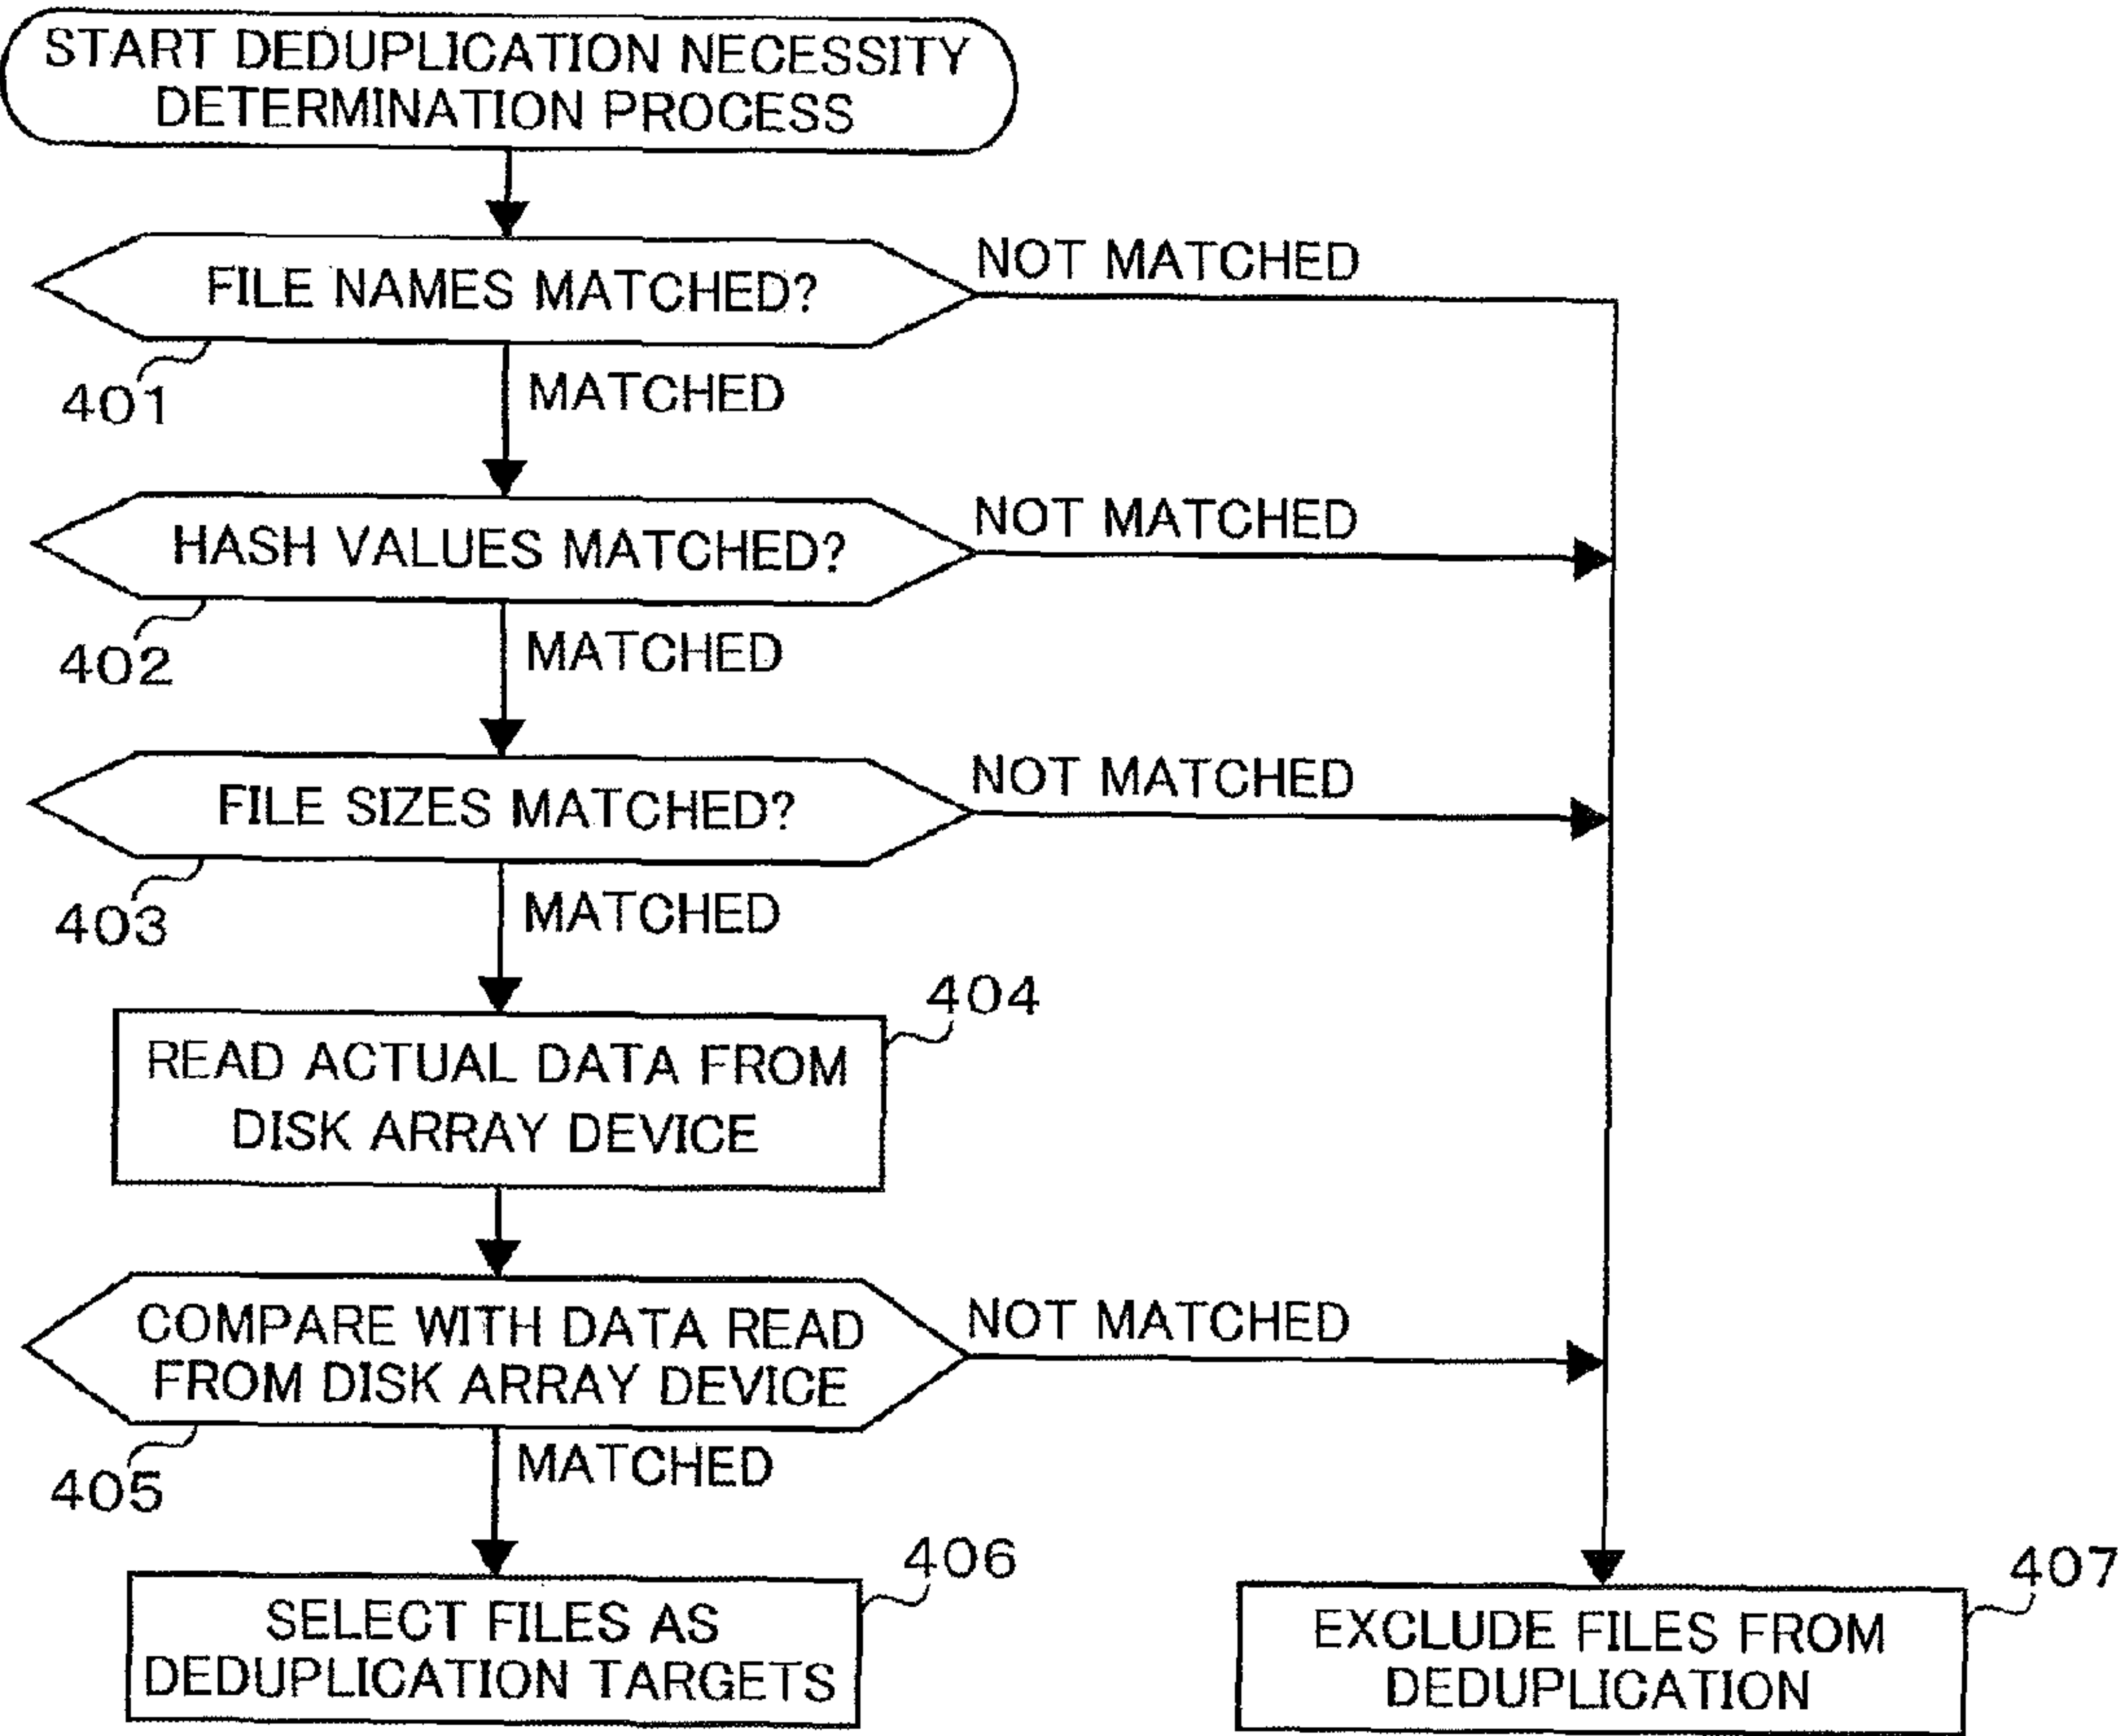 START DEDUPLICATION NECESSITY
DETERMINATION PROCESS
FILE NAMES MATCHED?
NOT MATCHED
401
MATCHED
HASH VALUES MATCHED?
NOT MATCHED
402
MATCHED
FILE SIZES MATCHED?
NOT MATCHED
403
MATCHED
404
READ ACTUAL DATA FROM
DISK ARRAY DEVICE
COMPARE WITH DATA READ
FROM DISK ARRAY DEVICE
NOT MATCHED
405
MATCHED
406
SELECT FILES AS
DEDUPLICATION TARGETS
407
EXCLUDE FILES FROM
DEDUPLICATION